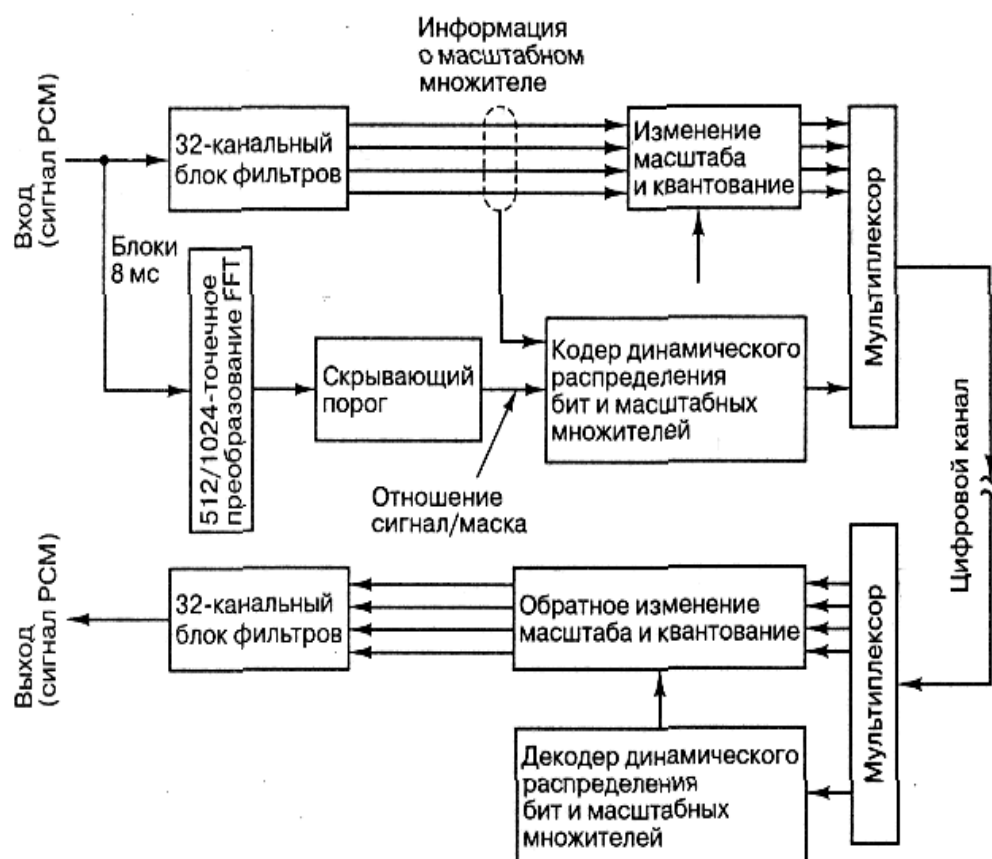 Информация
о масштабном
множителе
Вход
(сигнал PCM)
32-канальный
блок фильтров
Изменение
масштаба
и квантование
Мультиплексор
Блоки
8 мс
512/1024-точечное
преобразование FFT
Скрывающий
порог
Кодер динамического
распределения
бит и масштабных
множителей
Отношение
сигнал/маска
Цифровой канал
Выход
(сигнал PCM)
32-канальный
блок фильтров
Обратное изменение
масштаба и квантование
Мультиплексор
Декодер динамического
распределения
бит и масштабных
множителей